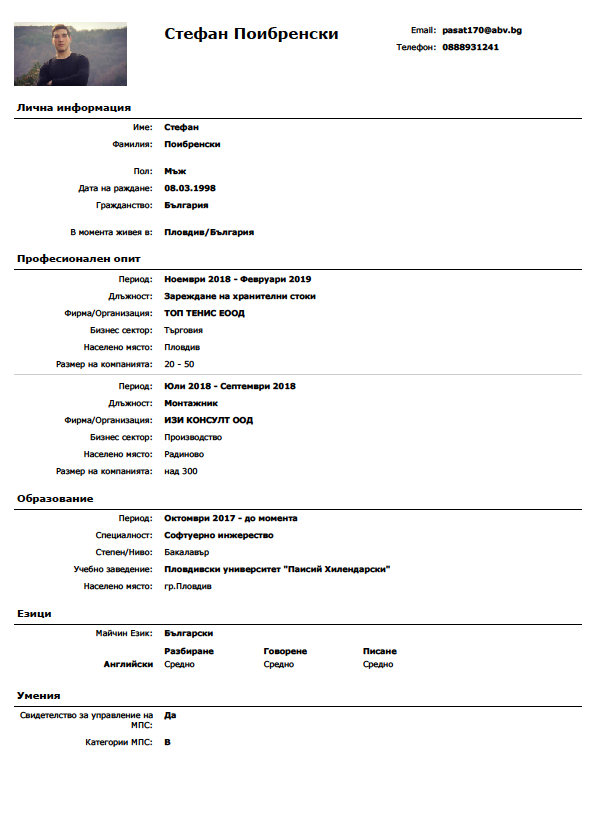 Стефан Поибренски
Email: pasat170@abv.bg
Телефон: 0888931241
Лична информация
Име: Стефан
Фамилия: Поибренски
Пол: Мъж
Дата на раждане: 08.03.1998
Гражданство: България
В момента живея в: Пловдив/България
Професионален опит
Период: Ноември 2018 - Февруари 2019
Длъжност: Зареждане на хранителни стоки
Фирма/Организация: ТОП ТЕНИС ЕООД
Бизнес сектор: Търговия
Населено място: Пловдив
Размер на компанията: 20 - 50
Период: Юли 2018 - Септември 2018
Длъжност: Монтажник
Фирма/Организация: ИЗИ КОНСУЛТ ООД
Бизнес сектор: Производство
Населено място: Радиново
Размер на компанията: над 300
Образование
Период: Октомври 2017 - до момента
Специалност: Софтуерно инжерество
Степен/Ниво: Бакалавър
Учебно заведение: Пловдивски университет "Паисий Хилендарски"
Населено място: гр.Пловдив
Езици
Майчин Език: Български
Разбиране Говорене Писане
Английски Средно Средно Средно
Умения
Свидетелство за управление на Да
МПС:
Категории МПС: B